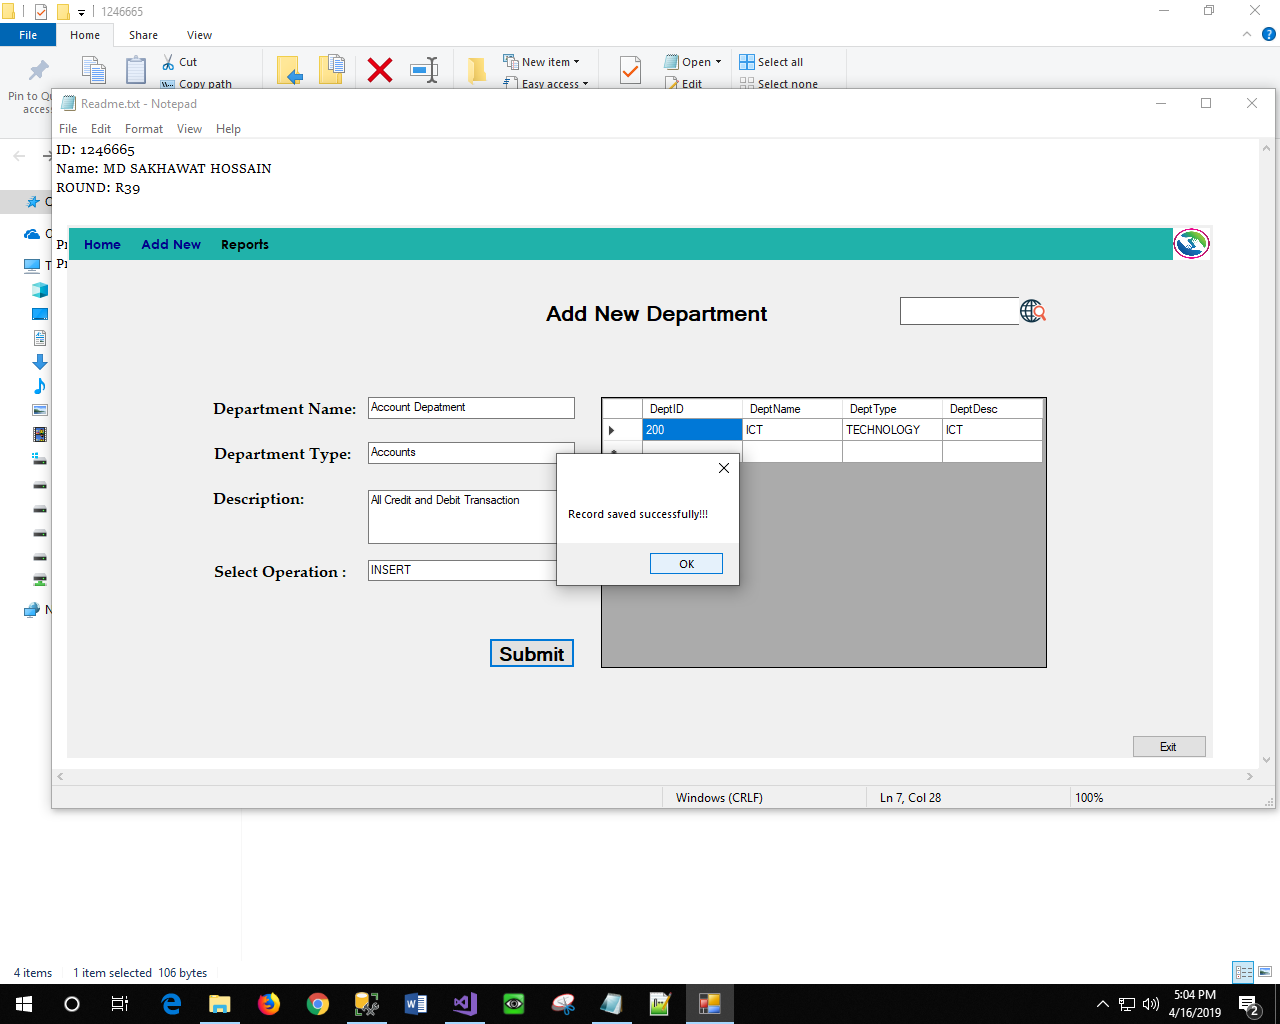 1246665
File Home Share View
Cut
Copy path
New item
Easy access
Open
Edit
Select all
Select none
Pin to Qu
access
Readme.txt - Notepad
File Edit Format View Help
ID: 1246665
Name: MD SAKHAWAT HOSSAIN
ROUND: R39
Home Add New Reports
Add New Department
Department Name: Account Depatment
Department Type: Accounts
Description: All Credit and Debit Transaction
Select Operation : INSERT
Submit
DeptID DeptName DeptType DeptDesc
200 ICT TECHNOLOGY ICT
Record saved successfully!!!
OK
Exit
Windows (CRLF) Ln 7, Col 28 100%
4 items 1 item selected 106 bytes
5:04 PM
4/16/2019
2